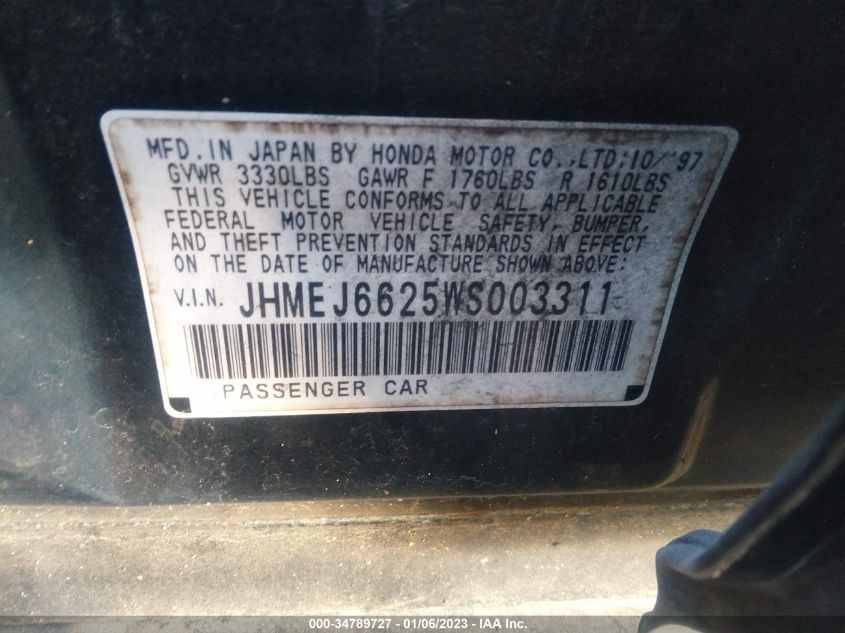 MFD. IN JAPAN BY HONDA MOTOR CO.,LTD; 10/'97
GVWR 3330LBS GAWR F 1760LBS R 1610LBS
THIS VEHICLE CONFORMS TO ALL APPLICABLE
FEDERAL MOTOR VEHICLE SAFETY, BUMPER,
AND THEFT PREVENTION STANDARDS IN EFFECT
ON THE DATE OF MANUFACTURE SHOWN ABOVE:
V.I.N. JHMEJ6625WS003311
PASSENGER CAR
000-34789727 - 01/06/2023 - IAA Inc.